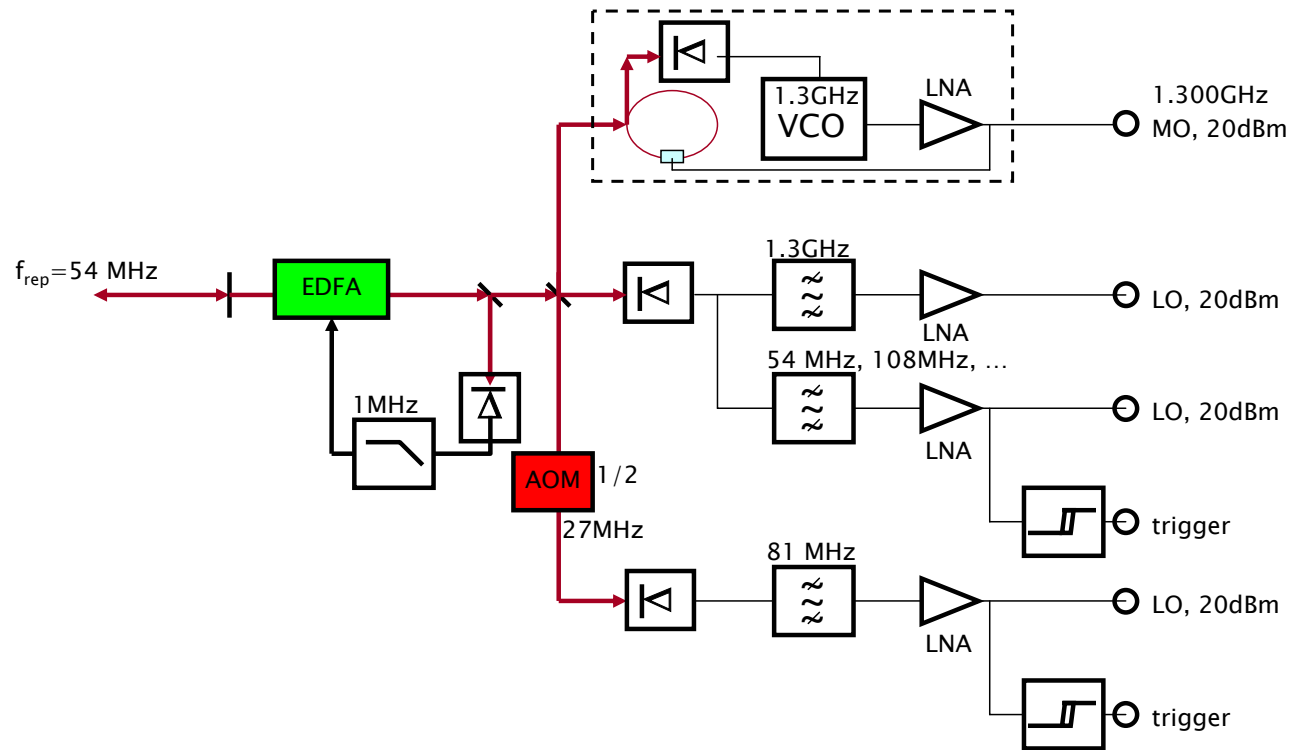 1.3GHz
VCO
LNA
1.300GHz
MO, 20dBm
f_rep=54 MHz
EDFA
1.3GHz
LNA
LO, 20dBm
54 MHz, 108MHz, …
LNA
LO, 20dBm
1MHz
AOM
1/2
27MHz
trigger
81 MHz
LNA
LO, 20dBm
trigger